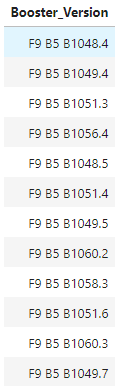 Booster_Version
F9 B5 B1048.4
F9 B5 B1049.4
F9 B5 B1051.3
F9 B5 B1056.4
F9 B5 B1048.5
F9 B5 B1051.4
F9 B5 B1049.5
F9 B5 B1060.2
F9 B5 B1058.3
F9 B5 B1051.6
F9 B5 B1060.3
F9 B5 B1049.7